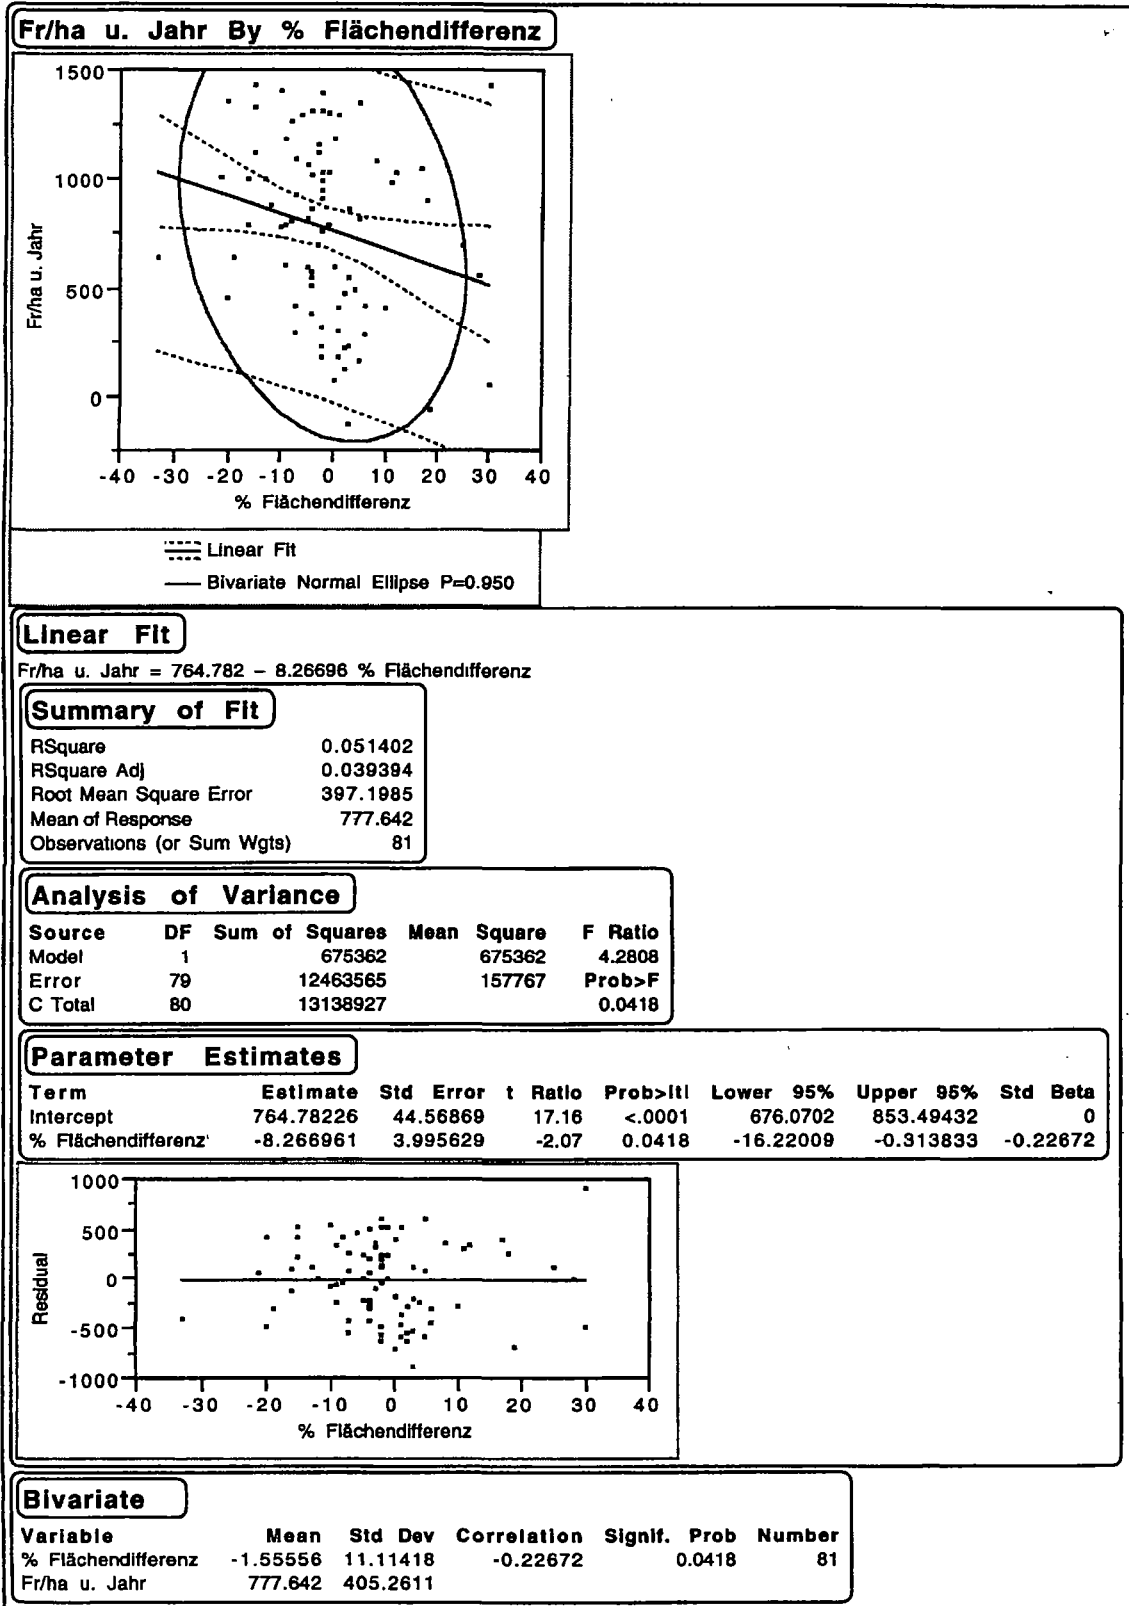 Fr/ha u. Jahr By % Flächendifferenz
1500
1000
500
0
Fr/ha u. Jahr
-40 -30 -20 -10 0 10 20 30 40
% Flächendifferenz
Linear Fit
Bivariate Normal Ellipse P=0.950
Linear Fit
Fr/ha u. Jahr = 764.782 – 8.26696 % Flächendifferenz
Summary of Fit
RSquare 0.051402
RSquare Adj 0.039394
Root Mean Square Error 397.1985
Mean of Response 777.642
Observations (or Sum Wgts) 81
Analysis of Variance
Source DF Sum of Squares Mean Square F Ratio
Model 1 675362 675362 4.2808
Error 79 12463565 157767 Prob>F
C Total 80 13138927 0.0418
Parameter Estimates
Term Estimate Std Error t Ratio Prob>|t| Lower 95% Upper 95% Std Beta
Intercept 764.78226 44.56869 17.16 <.0001 676.0702 853.49432 0
% Flächendifferenz -8.266961 3.995629 -2.07 0.0418 -16.22009 -0.313833 -0.22672
1000
500
0
-500
-1000
Residual
-40 -30 -20 -10 0 10 20 30 40
% Flächendifferenz
Bivariate
Variable Mean Std Dev Correlation Signif. Prob Number
% Flächendifferenz -1.55556 11.11418 -0.22672 0.0418 81
Fr/ha u. Jahr 777.642 405.2611